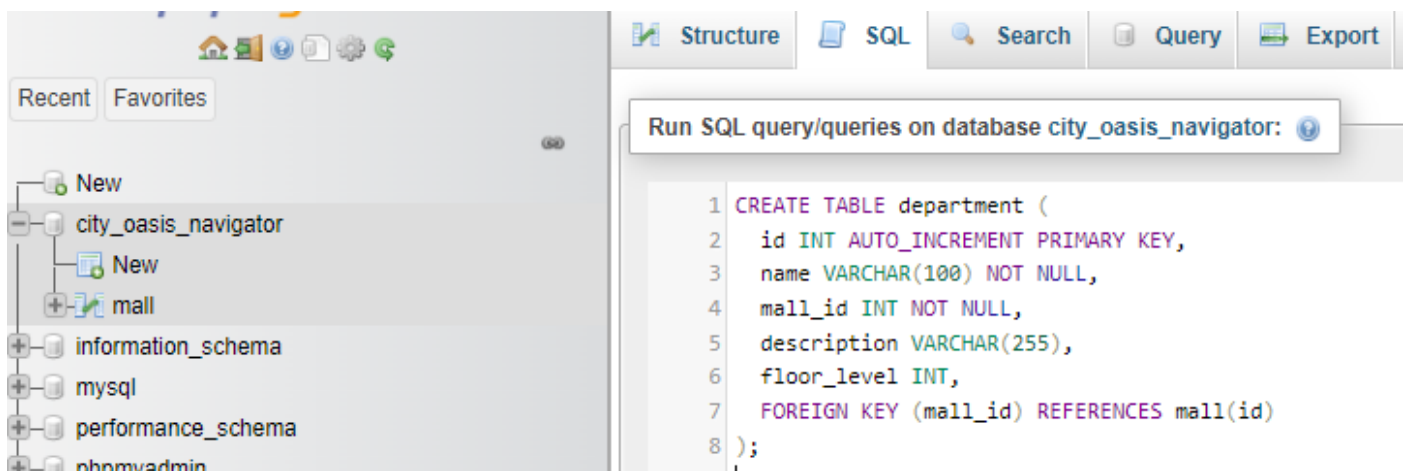 Structure
SQL
Search
Query
Export
Recent
Favorites
Run SQL query/queries on database city_oasis_navigator:
New
city_oasis_navigator
New
mall
information_schema
mysql
performance_schema
phpmyadmin
1 CREATE TABLE department (
2 id INT AUTO_INCREMENT PRIMARY KEY,
3 name VARCHAR(100) NOT NULL,
4 mall_id INT NOT NULL,
5 description VARCHAR(255),
6 floor_level INT,
7 FOREIGN KEY (mall_id) REFERENCES mall(id)
8 );